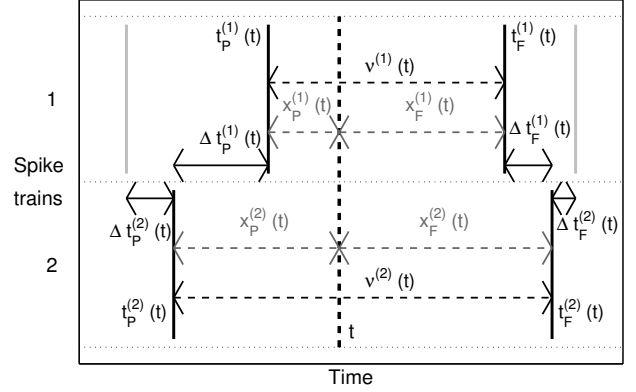 t_P^(1) (t)
t_F^(1) (t)
ν^(1) (t)
1
x_P^(1) (t)
x_F^(1) (t)
Δ t_P^(1) (t)
Δ t_F^(1) (t)
Spike
trains
x_P^(2) (t)
x_F^(2) (t)
Δ t_P^(2) (t)
Δ t_F^(2) (t)
2
ν^(2) (t)
t_P^(2) (t)
t
t_F^(2) (t)
Time